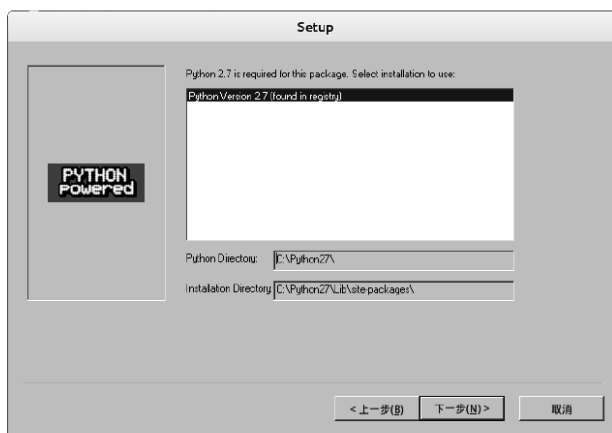 Setup
Python 2.7 is required for this package. Select installation to use:
Python Version 2.7 (found in registry)
PYTHON
powered
Python Directory: C:\Python27\
Installation Directory: C:\Python27\Lib\site-packages\
<上一步(B) 下一步(N)> 取消